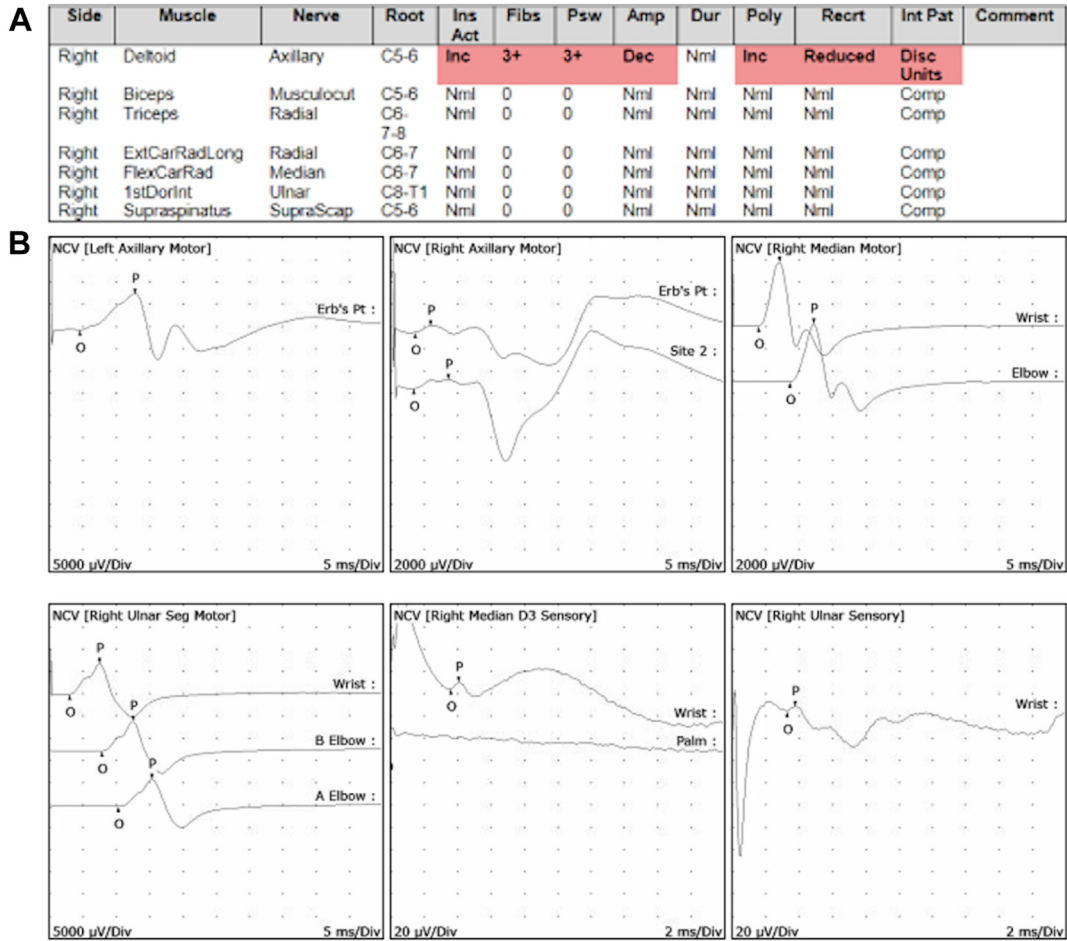 A
Side Muscle Nerve Root Ins Act Fibs Psw Amp Dur Poly Recrt Int Pat Comment
Right Deltoid Axillary C5-6 Inc 3+ 3+ Dec Nml Inc Reduced Disc Units
Right Biceps Musculocut C5-6 Nml 0 0 Nml Nml Nml Nml Comp
Right Triceps Radial C6-7-8 Nml 0 0 Nml Nml Nml Nml Comp
Right ExtCarRadLong Radial C6-7 Nml 0 0 Nml Nml Nml Nml Comp
Right FlexCarRad Median C6-7 Nml 0 0 Nml Nml Nml Nml Comp
Right 1stDorInt Ulnar C8-T1 Nml 0 0 Nml Nml Nml Nml Comp
Right Supraspinatus SupraScap C5-6 Nml 0 0 Nml Nml Nml Nml Comp
B
NCV [Left Axillary Motor]
P
Erb's Pt :
O
5000 µV/Div 5 ms/Div
NCV [Right Axillary Motor]
Erb's Pt :
P
O
Site 2 :
P
O
2000 µV/Div 5 ms/Div
NCV [Right Median Motor]
P
P
Wrist :
O
Elbow :
O
2000 µV/Div 5 ms/Div
NCV [Right Ulnar Seg Motor]
P
Wrist :
O
P
B Elbow :
O
P
A Elbow :
O
5000 µV/Div 5 ms/Div
NCV [Right Median D3 Sensory]
P
O
Wrist :
Palm :
20 µV/Div 2 ms/Div
NCV [Right Ulnar Sensory]
P
Wrist :
O
20 µV/Div 2 ms/Div